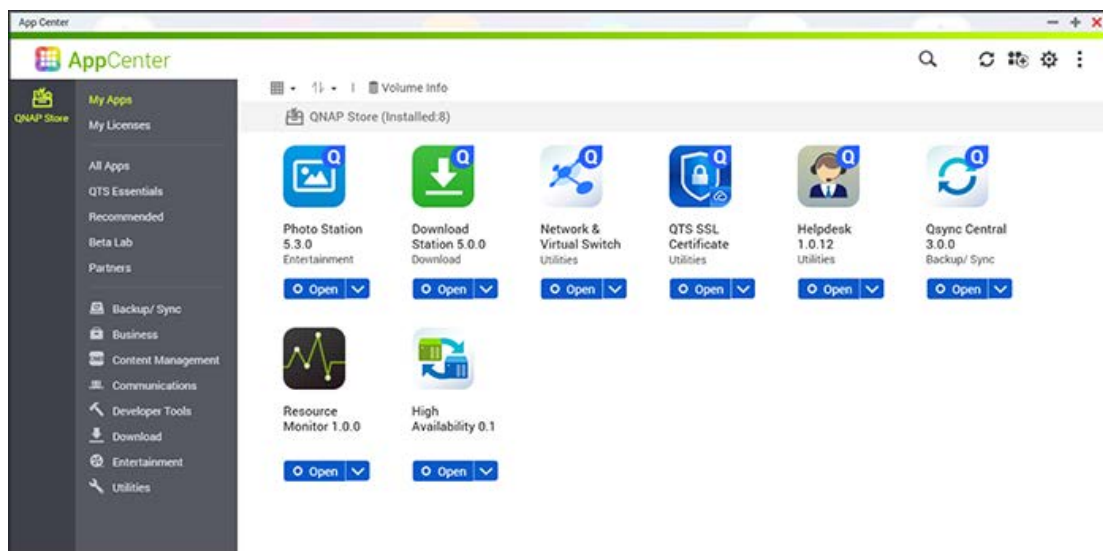 App Center
AppCenter
QNAP Store
My Apps
My Licenses
All Apps
QTS Essentials
Recommended
Beta Lab
Partners
Backup/ Sync
Business
Content Management
Communications
Developer Tools
Download
Entertainment
Utilities
Volume Info
QNAP Store (Installed:8)
Photo Station
5.3.0
Entertainment
Open
Download
Station 5.0.0
Download
Open
Network &
Virtual Switch
Utilities
Open
QTS SSL
Certificate
Utilities
Open
Helpdesk
1.0.12
Utilities
Open
Qsync Central
3.0.0
Backup/ Sync
Open
Resource
Monitor 1.0.0
Open
High
Availability 0.1
Open